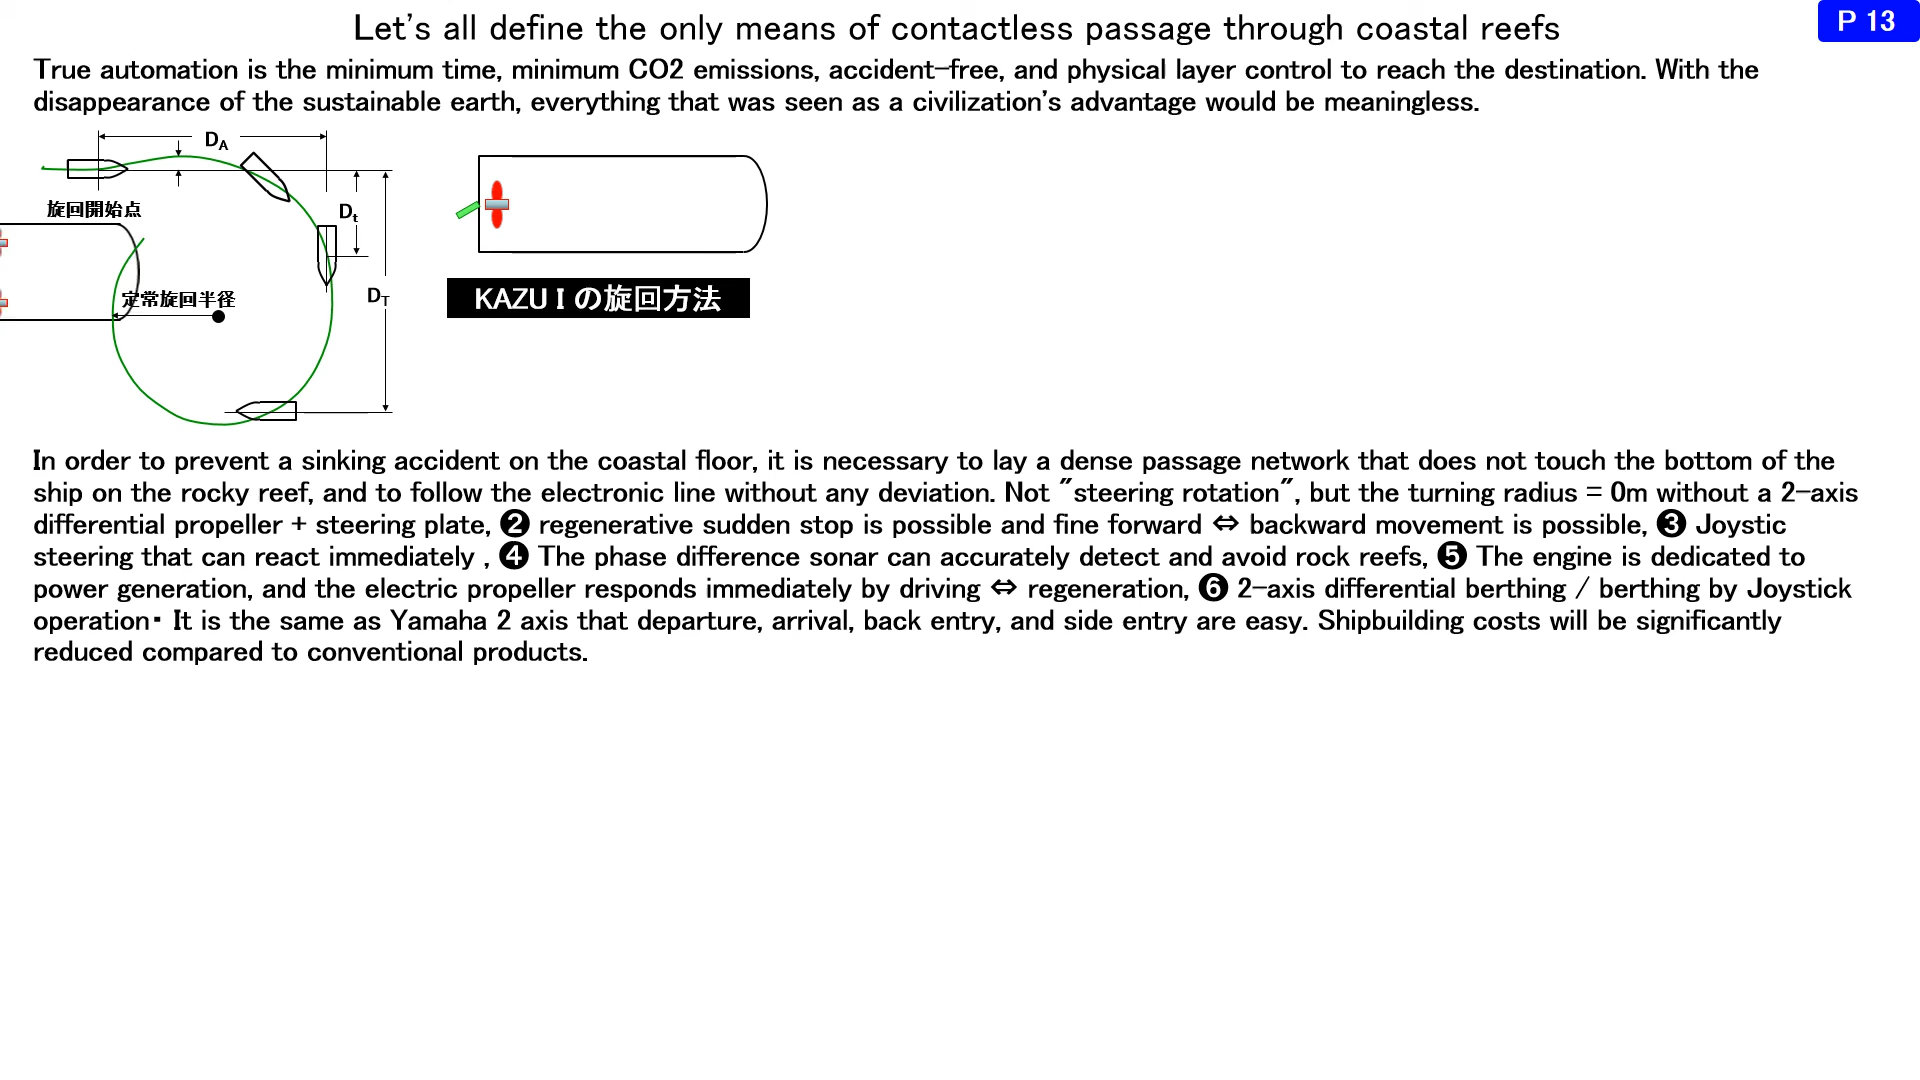 Let's all define the only means of contactless passage through coastal reefs
P 13
True automation is the minimum time, minimum CO2 emissions, accident-free, and physical layer control to reach the destination. With the
disappearance of the sustainable earth, everything that was seen as a civilization's advantage would be meaningless.
DA
旋回開始点
Dt
定常旋回半径
DT
KAZU I の旋回方法
In order to prevent a sinking accident on the coastal floor, it is necessary to lay a dense passage network that does not touch the bottom of the
ship on the rocky reef, and to follow the electronic line without any deviation. Not "steering rotation", but the turning radius = 0m without a 2-axis
differential propeller + steering plate, ❷ regenerative sudden stop is possible and fine forward ⇔ backward movement is possible, ❸ Joystic
steering that can react immediately , ❹ The phase difference sonar can accurately detect and avoid rock reefs, ❺ The engine is dedicated to
power generation, and the electric propeller responds immediately by driving ⇔ regeneration, ❻ 2-axis differential berthing / berthing by Joystick
operation・ It is the same as Yamaha 2 axis that departure, arrival, back entry, and side entry are easy. Shipbuilding costs will be significantly
reduced compared to conventional products.